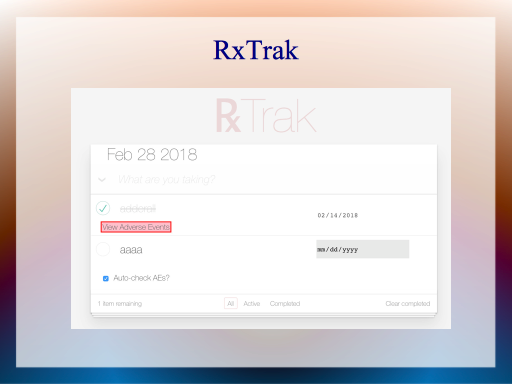 RxTrak
RxTrak
Feb 28 2018
What are you taking?
adderall
02/14/2018
View Adverse Events
aaaa
mm/dd/yyyy
Auto-check AEs?
1 item remaining All Active Completed Clear completed